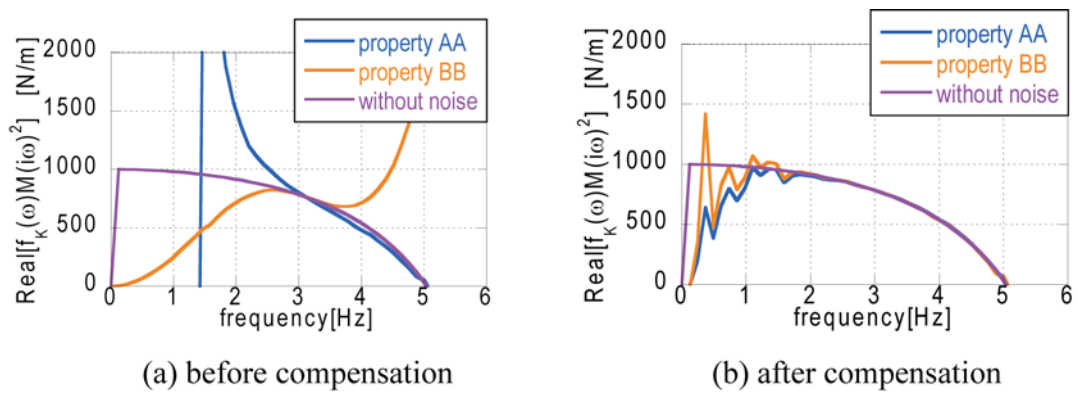 property AA
property BB
without noise
Real[f_K(ω)M(iω)²] [N/m]
2000
1500
1000
500
0
0 1 2 3 4 5 6
frequency[Hz]
(a) before compensation
property AA
property BB
without noise
Real[f_K(ω)M(iω)²] [N/m]
2000
1500
1000
500
0
0 1 2 3 4 5 6
frequency[Hz]
(b) after compensation